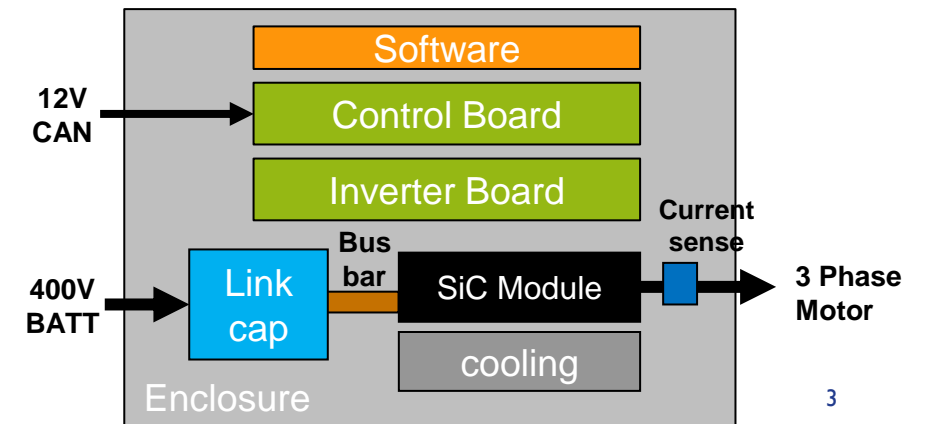 Software
12V
CAN
Control Board
Inverter Board
Current
sense
Bus
bar
400V
BATT
Link
cap
SiC Module
3 Phase
Motor
cooling
Enclosure
3